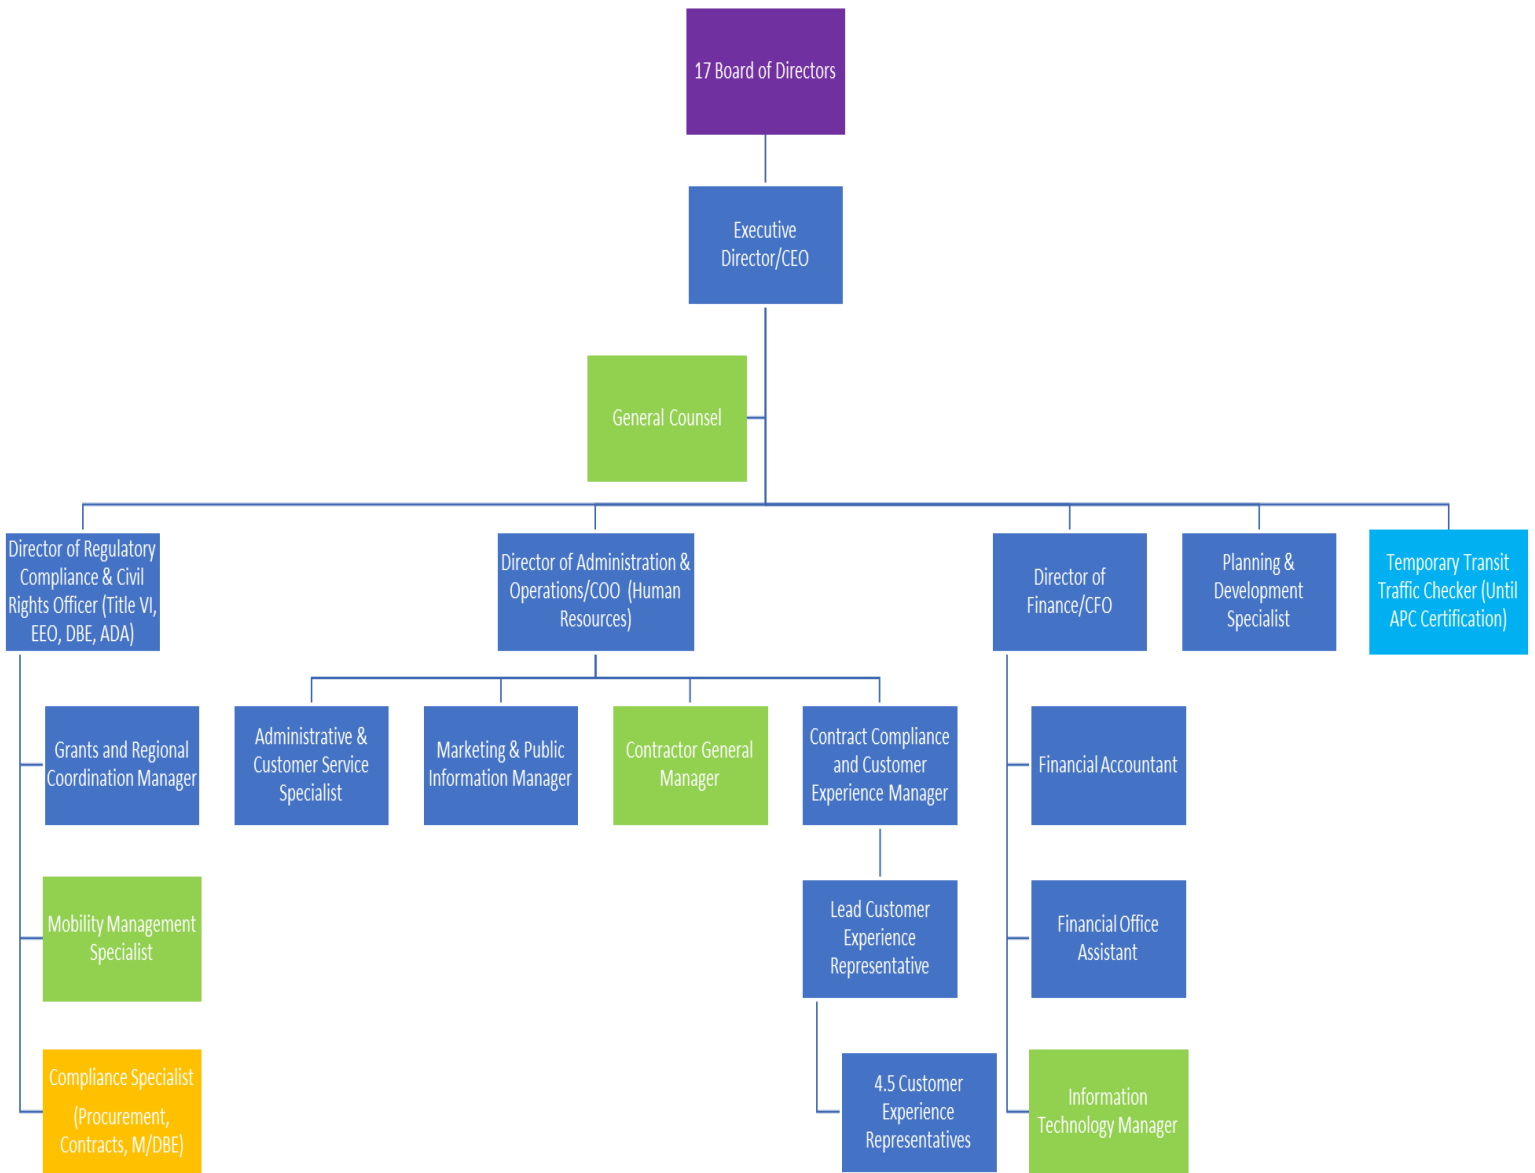 17 Board of Directors
Executive
Director/CEO
General Counsel
Director of Regulatory
Compliance & Civil
Rights Officer (Title VI,
EEO, DBE, ADA)
Director of Administration &
Operations/COO (Human
Resources)
Director of
Finance/CFO
Planning &
Development
Specialist
Temporary Transit
Traffic Checker (Until
APC Certification)
Grants and Regional
Coordination Manager
Administrative &
Customer Service
Specialist
Marketing & Public
Information Manager
Contractor General
Manager
Contract Compliance
and Customer
Experience Manager
Financial Accountant
Mobility Management
Specialist
Lead Customer
Experience
Representative
Financial Office
Assistant
Compliance Specialist
(Procurement,
Contracts, M/DBE)
4.5 Customer
Experience
Representatives
Information
Technology Manager